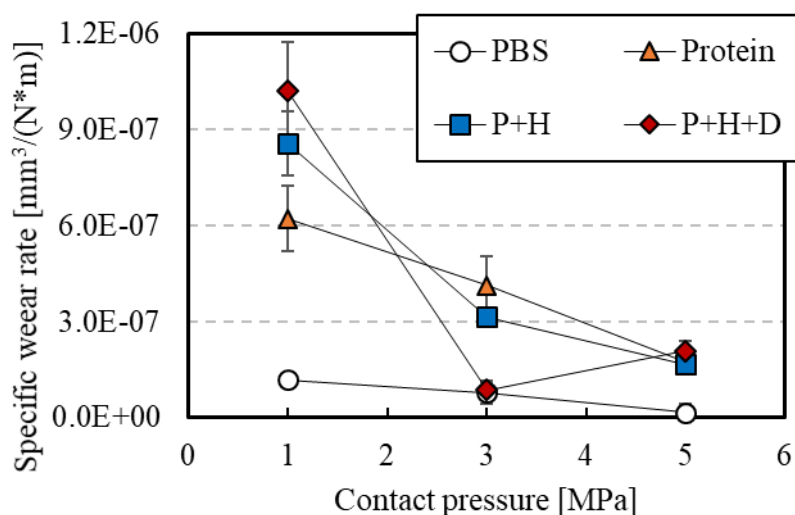 Specific weear rate [mm³/(N*m)]
1.2E-06
9.0E-07
6.0E-07
3.0E-07
0.0E+00
PBS
Protein
P+H
P+H+D
0 1 2 3 4 5 6
Contact pressure [MPa]